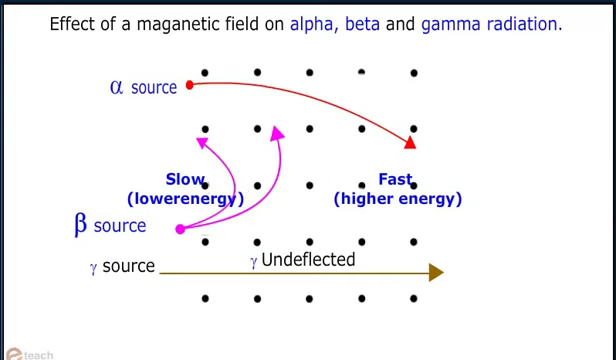 Effect of a maganetic field on alpha, beta and gamma radiation.
α source
Slow
(lowerenergy)
Fast
(higher energy)
β source
γ source
γ Undeflected
e teach